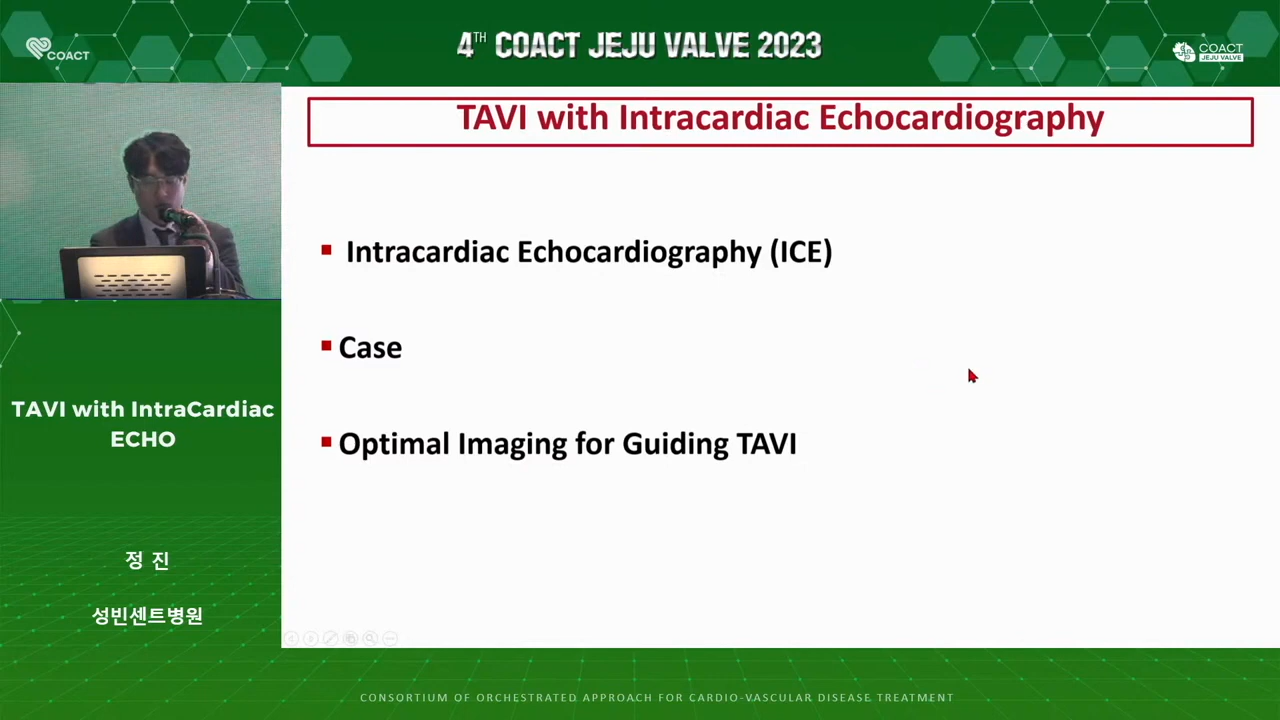 COACT
4TH COACT JEJU VALVE 2023
COACT
JEJU VALVE
TAVI with Intracardiac Echocardiography
Intracardiac Echocardiography (ICE)
Case
Optimal Imaging for Guiding TAVI
TAVI with IntraCardiac
ECHO
정 진
성빈센트병원
CONSORTIUM OF ORCHESTRATED APPROACH FOR CARDIO-VASCULAR DISEASE TREATMENT